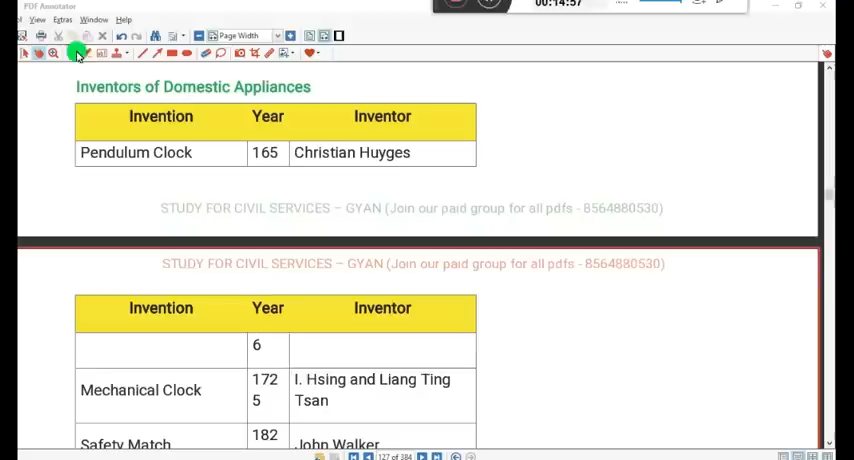 PDF Annotator
View Extras Window Help
00:14:57
Page Width
Inventors of Domestic Appliances
Invention Year Inventor
Pendulum Clock 165 Christian Huyges
STUDY FOR CIVIL SERVICES – GYAN (Join our paid group for all pdfs - 8564880530)
STUDY FOR CIVIL SERVICES – GYAN (Join our paid group for all pdfs - 8564880530)
Invention Year Inventor
6
Mechanical Clock 172 I. Hsing and Liang Ting
5 Tsan
Safety Match 182 John Walker
127 of 384